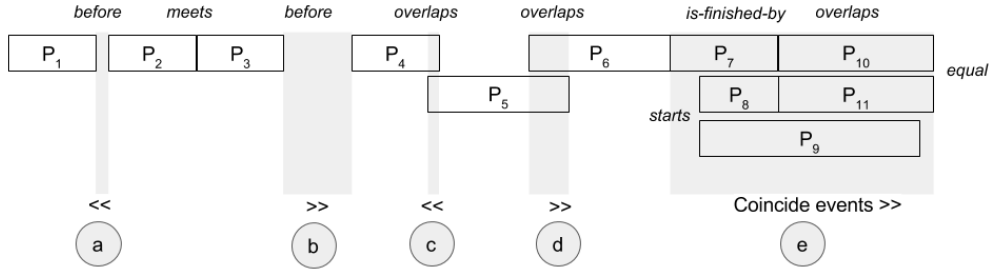 before meets before overlaps overlaps is-finished-by overlaps
P1 P2 P3 P4 P6 P7 P10
equal
P5 P8 P11
starts
P9
<< >> << >> Coincide events >>
a b c d e